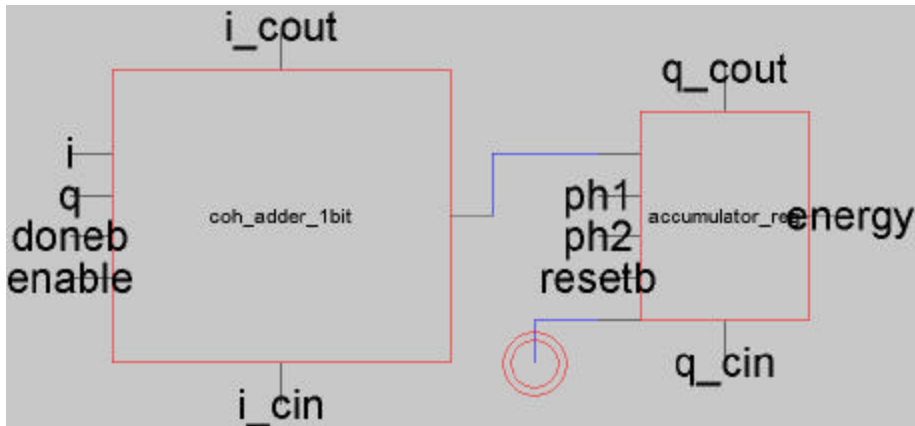 i_cout
q_cout
i
q
doneb
enable
coh_adder_1bit
ph1
ph2
resetb
energy
q_cin
i_cin